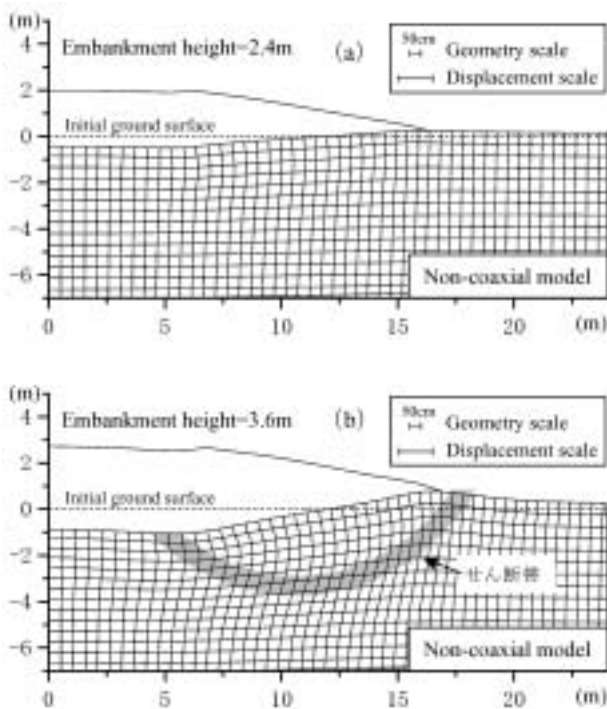 (m)
4
Embankment height=2.4m
(a)
50cm
Geometry scale
Displacement scale
2
Initial ground surface
0
−2
−4
−6
Non-coaxial model
0 5 10 15 20 (m)
(m)
4
Embankment height=3.6m
(b)
50cm
Geometry scale
Displacement scale
2
Initial ground surface
0
−2
せん断帯
−4
−6
Non-coaxial model
0 5 10 15 20 (m)